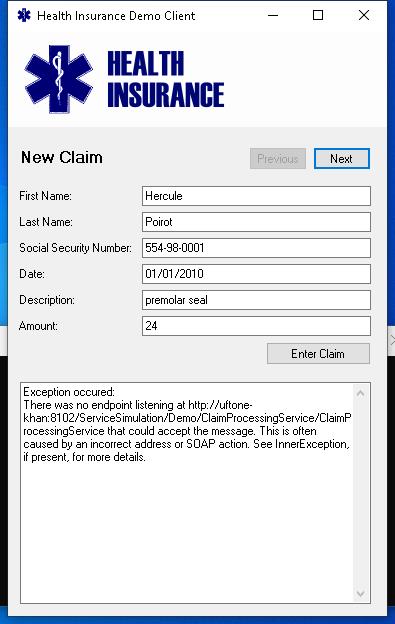 Health Insurance Demo Client
HEALTH
INSURANCE
New Claim
Previous
Next
First Name: Hercule
Last Name: Poirot
Social Security Number: 554-98-0001
Date: 01/01/2010
Description: premolar seal
Amount: 24
Enter Claim
Exception occured:
There was no endpoint listening at http://uftone-
khan:8102/ServiceSimulation/Demo/ClaimProcessingService/ClaimP
rocessingService that could accept the message. This is often
caused by an incorrect address or SOAP action. See InnerException,
if present, for more details.